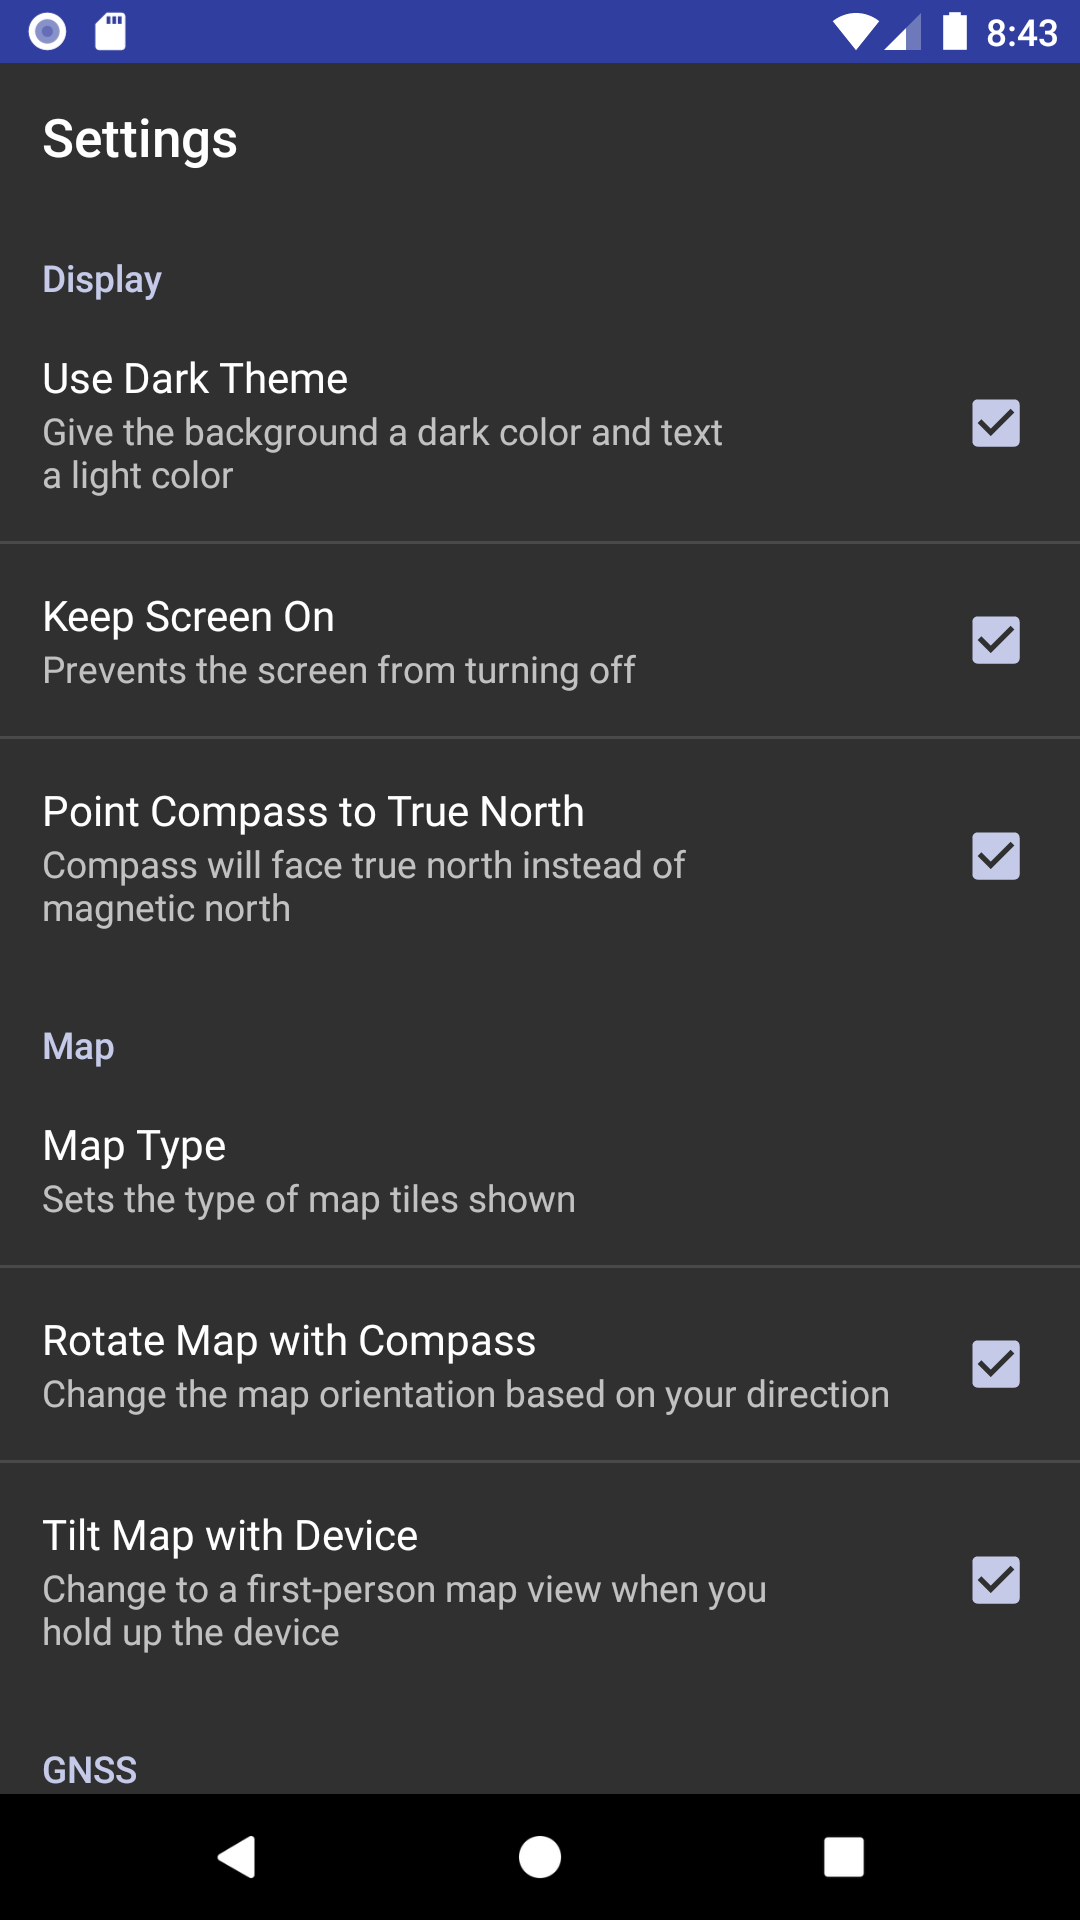 8:43
Settings
Display
Use Dark Theme
Give the background a dark color and text
a light color
Keep Screen On
Prevents the screen from turning off
Point Compass to True North
Compass will face true north instead of
magnetic north
Map
Map Type
Sets the type of map tiles shown
Rotate Map with Compass
Change the map orientation based on your direction
Tilt Map with Device
Change to a first-person map view when you
hold up the device
GNSS